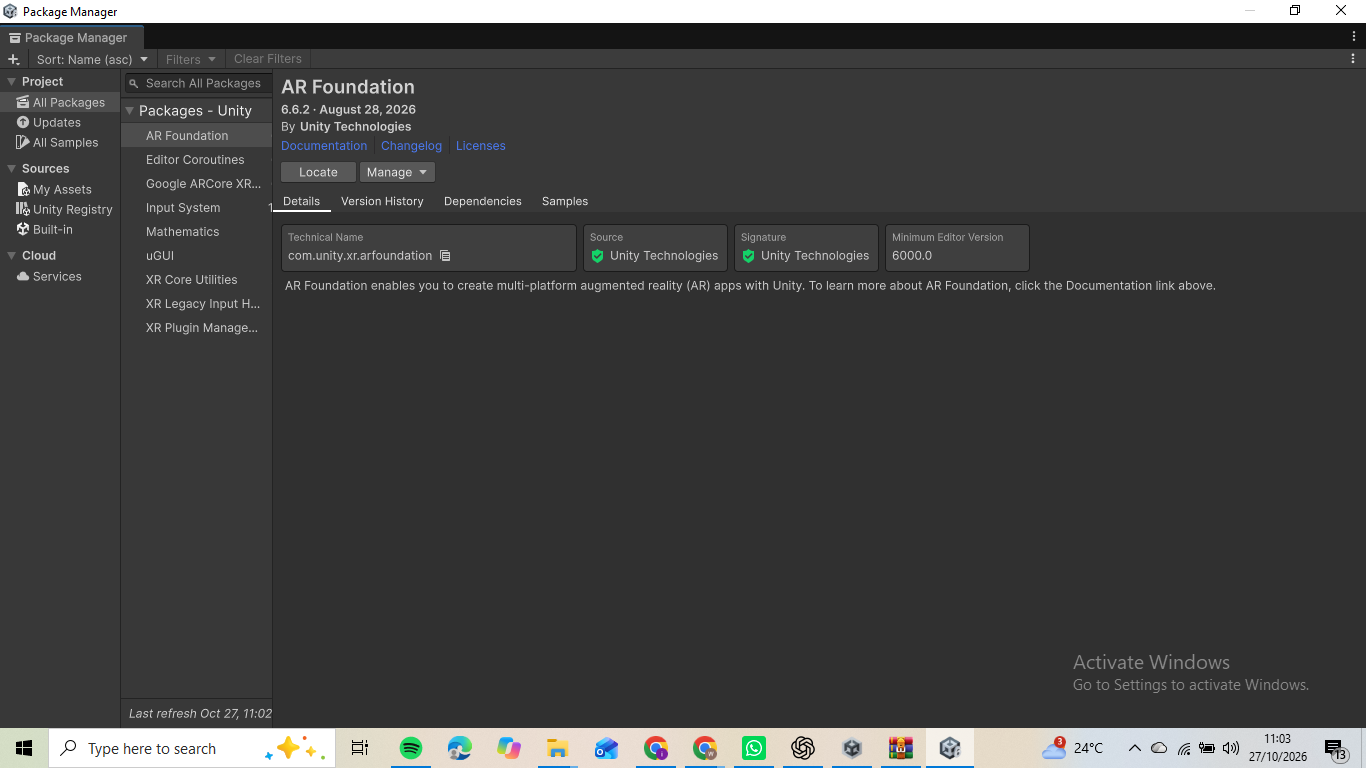 Package Manager
Package Manager
Sort: Name (asc)
Filters
Clear Filters
Project
All Packages
Updates
All Samples
Sources
My Assets
Unity Registry
Built-in
Cloud
Services
Search All Packages
Packages - Unity
AR Foundation
Editor Coroutines
Google ARCore XR...
Input System
1
Mathematics
uGUI
XR Core Utilities
XR Legacy Input H...
XR Plugin Manage...
Last refresh Oct 27, 11:02
AR Foundation
6.6.2 · August 28, 2026
By Unity Technologies
Documentation
Changelog
Licenses
Locate
Manage
Details
Version History
Dependencies
Samples
Technical Name
com.unity.xr.arfoundation
Source
Unity Technologies
Signature
Unity Technologies
Minimum Editor Version
6000.0
AR Foundation enables you to create multi-platform augmented reality (AR) apps with Unity. To learn more about AR Foundation, click the Documentation link above.
Activate Windows
Go to Settings to activate Windows.
Type here to search
3
24°C
11:03
27/10/2026
13